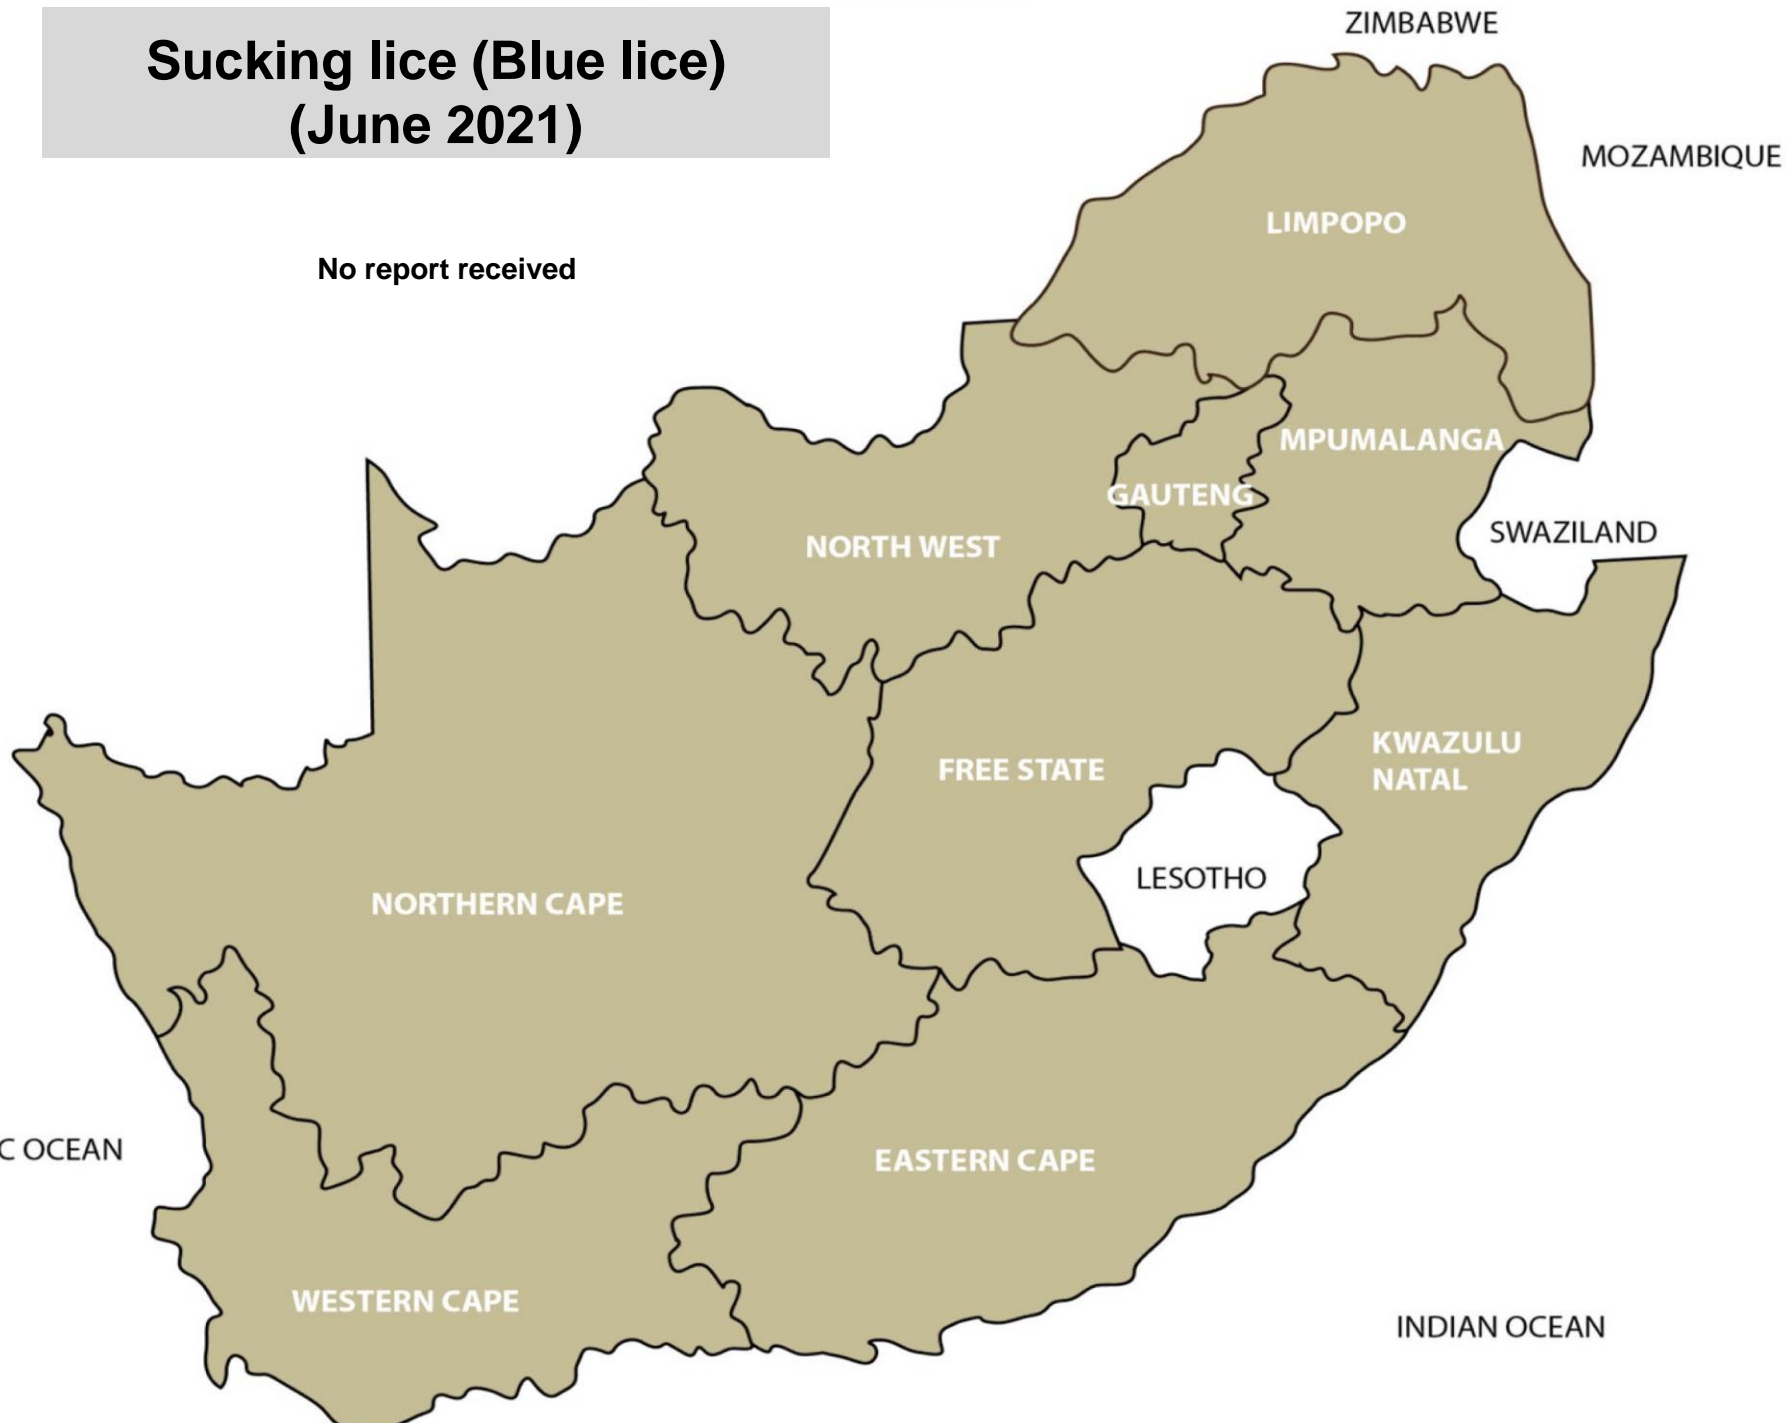 Sucking lice (Blue lice)
(June 2021)
No report received
ZIMBABWE
MOZAMBIQUE
LIMPOPO
MPUMALANGA
GAUTENG
NORTH WEST
SWAZILAND
KWAZULU
NATAL
FREE STATE
LESOTHO
NORTHERN CAPE
C OCEAN
EASTERN CAPE
WESTERN CAPE
INDIAN OCEAN